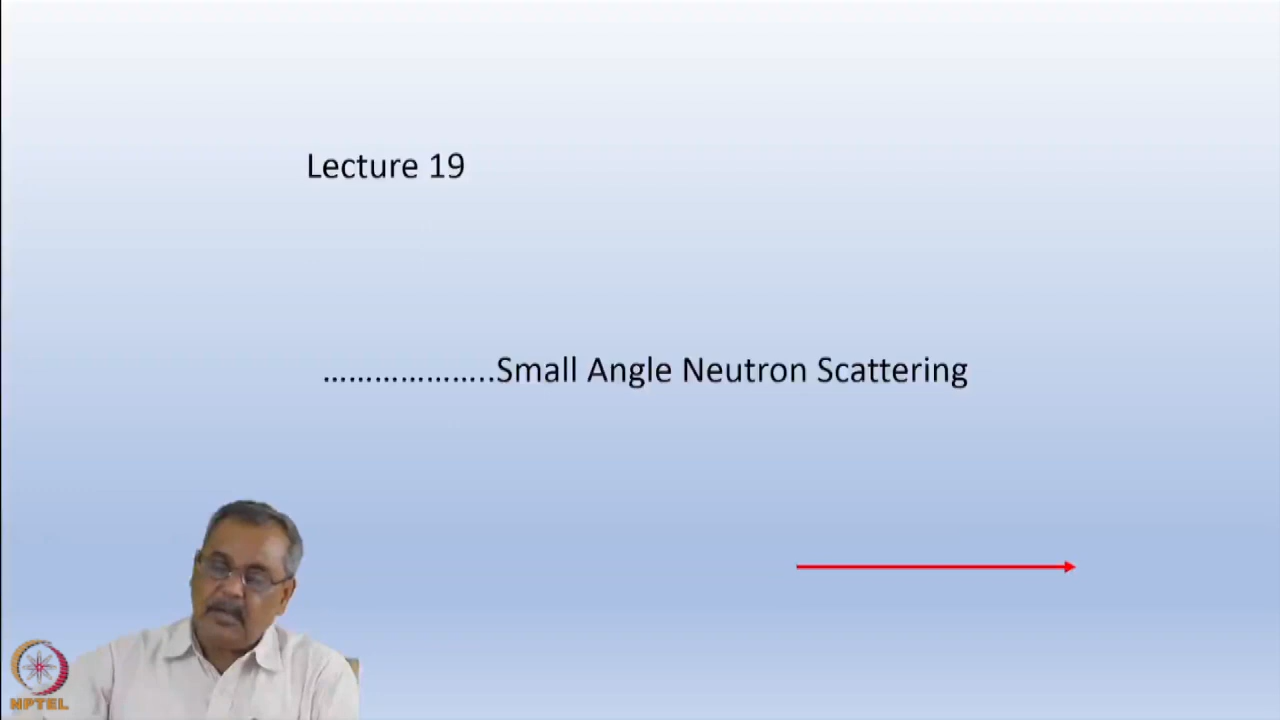 Lecture 19
………………..Small Angle Neutron Scattering
NPTEL